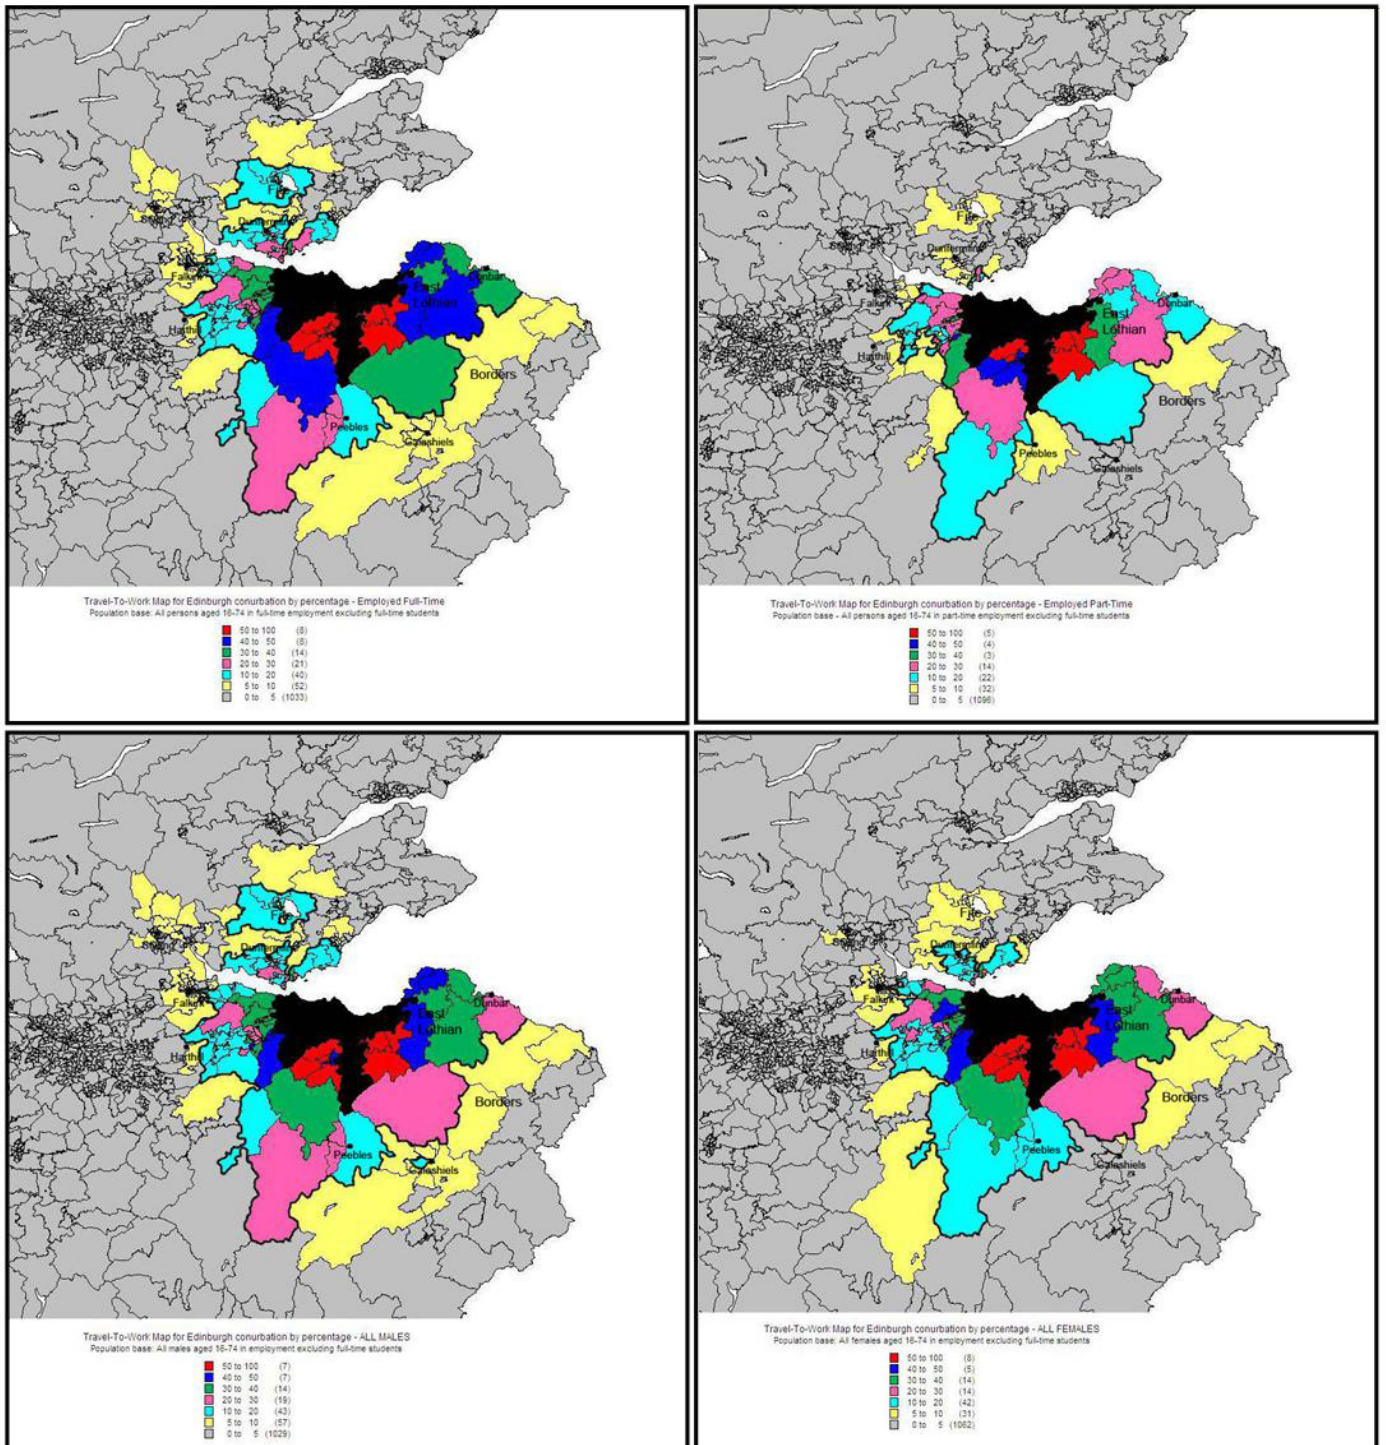 Fife
Stirling
Dunfermline
Falkirk
Dunbar
East
Lothian
Harthill
Borders
Peebles
Galashiels
Travel-To-Work Map for Edinburgh conurbation by percentage - Employed Full-Time
Population base: All persons aged 16-74 in full-time employment excluding full-time students
50 to 100 (8)
40 to 50 (8)
30 to 40 (14)
20 to 30 (21)
10 to 20 (40)
5 to 10 (52)
0 to 5 (1033)
Fife
Stirling
Dunfermline
Falkirk
Dunbar
East
Lothian
Harthill
Borders
Peebles
Galashiels
Travel-To-Work Map for Edinburgh conurbation by percentage - Employed Part-Time
Population base - All persons aged 16-74 in part-time employment excluding full-time students
50 to 100 (5)
40 to 50 (4)
30 to 40 (3)
20 to 30 (14)
10 to 20 (22)
5 to 10 (32)
0 to 5 (1096)
Fife
Stirling
Dunfermline
Falkirk
Dunbar
East
Lothian
Harthill
Borders
Peebles
Galashiels
Travel-To-Work Map for Edinburgh conurbation by percentage - ALL MALES
Population base: All males aged 16-74 in employment excluding full-time students
50 to 100 (7)
40 to 50 (7)
30 to 40 (14)
20 to 30 (19)
10 to 20 (43)
5 to 10 (57)
0 to 5 (1029)
Fife
Stirling
Dunfermline
Falkirk
Dunbar
East
Lothian
Harthill
Borders
Peebles
Galashiels
Travel-To-Work Map for Edinburgh conurbation by percentage - ALL FEMALES
Population base: All females aged 16-74 in employment excluding full-time students
50 to 100 (8)
40 to 50 (5)
30 to 40 (14)
20 to 30 (14)
10 to 20 (42)
5 to 10 (31)
0 to 5 (1062)